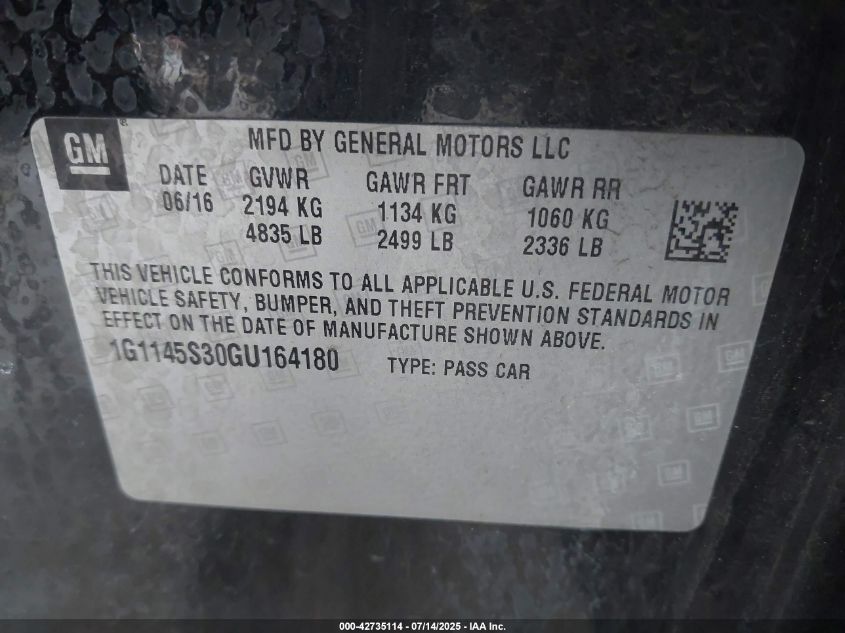 GM
MFD BY GENERAL MOTORS LLC
DATE GVWR GAWR FRT GAWR RR
06/16 2194 KG 1134 KG 1060 KG
4835 LB 2499 LB 2336 LB
THIS VEHICLE CONFORMS TO ALL APPLICABLE U.S. FEDERAL MOTOR
VEHICLE SAFETY, BUMPER, AND THEFT PREVENTION STANDARDS IN
EFFECT ON THE DATE OF MANUFACTURE SHOWN ABOVE.
1G1145S30GU164180 TYPE: PASS CAR
000-42735114 - 07/14/2025 - IAA Inc.